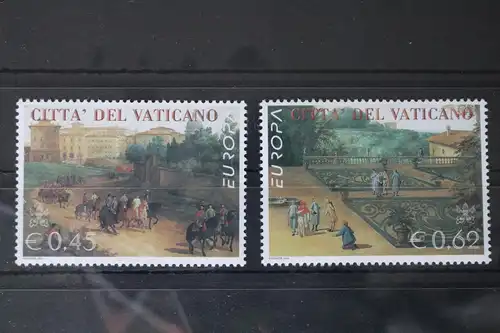 CITTA' DEL VATICANO
EUROPA
€ 0,45
CITTA' DEL VATICANO
EUROPA
€ 0,62